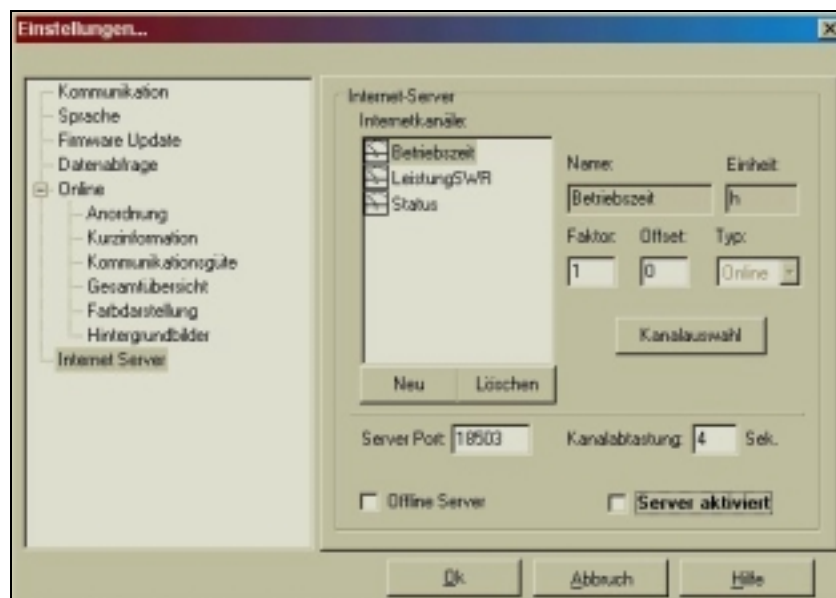 Einstellungen...
Kommunikation
Sprache
Firmware Update
Datenabfrage
Online
Anordnung
Kurzinformation
Kommunikationsgüte
Gesamtübersicht
Farbdarstellung
Hintergrundbilder
Internet Server
Internet-Server
Internetkanäle:
Betriebszeit
LeistungSWR
Status
Neu
Löschen
Name:
Einheit:
Betriebszeit
h
Faktor:
Offset:
Typ:
1
0
Online
Kanalauswahl
Server Port: 18503
Kanalabtastung: 4 Sek.
Offline Server
Server aktiviert
Ok
Abbruch
Hilfe